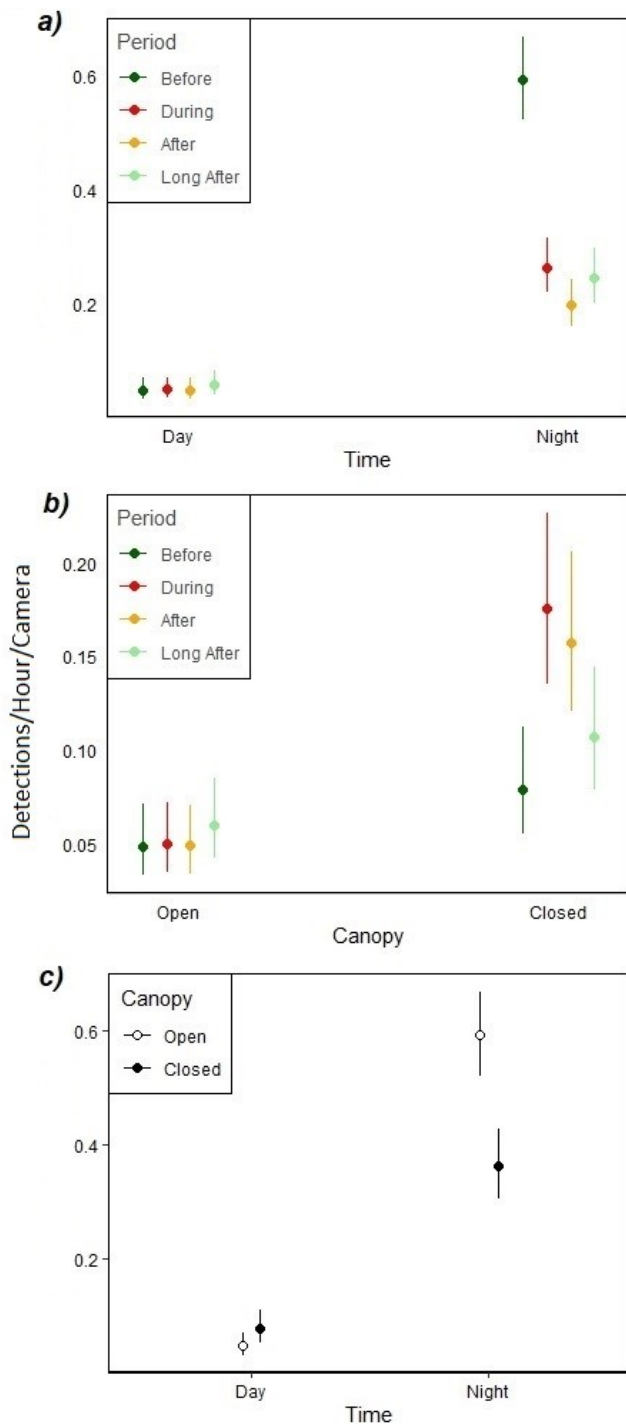 a)
Period
Before
During
After
Long After
0.6
0.4
0.2
Day
Night
Time
b)
Period
Before
During
After
Long After
0.20
0.15
0.10
0.05
Open
Closed
Canopy
Detections/Hour/Camera
c)
Canopy
Open
Closed
0.6
0.4
0.2
Day
Night
Time